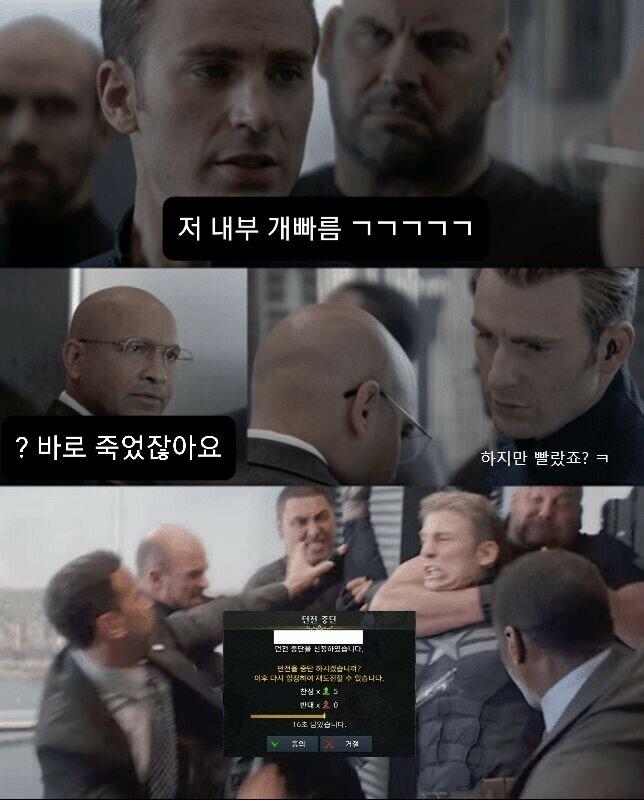 저 내부 개빠름 ㄱㄱㄱㄱㄱ
? 바로 죽었잖아요
하지만 빨랐죠? ㅋ
던전 중단
던전 중단을 신청하였습니다.
던전을 중단 하시겠습니까?
이후 다시 입장하여 재도전할 수 있습니다.
찬성 x 5
반대 x 0
16초 남았습니다.
동의
거절